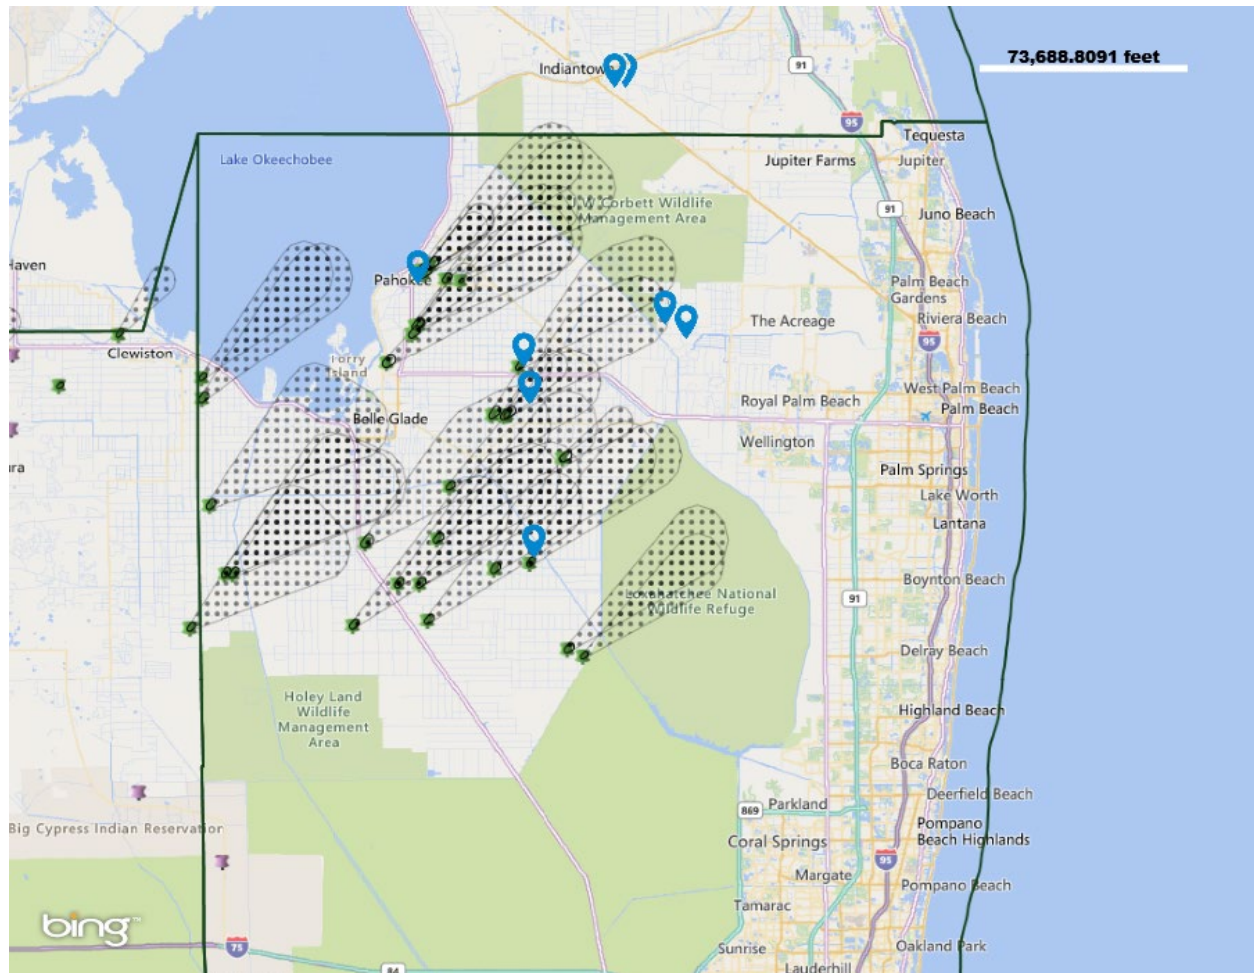 73,688.8091 feet
Indiantown
91
95
Tequesta
Lake Okeechobee
Jupiter Farms
Jupiter
J.W. Corbett Wildlife
Management Area
91
Juno Beach
Haven
Pahokee
Palm Beach
Gardens
Riviera Beach
The Acreage
95
Clewiston
Torry
Island
West Palm Beach
Royal Palm Beach
Palm Beach
Belle Glade
Wellington
Palm Springs
Lake Worth
Lantana
Boynton Beach
Loxahatchee National
Wildlife Refuge
91
Delray Beach
Holey Land
Wildlife
Management
Area
Highland Beach
Boca Raton
Deerfield Beach
869
Parkland
Big Cypress Indian Reservation
Pompano
Beach Highlands
Coral Springs
95
Margate
Pompano Beach
Tamarac
bing
75
Sunrise
Oakland Park
84
Lauderhill